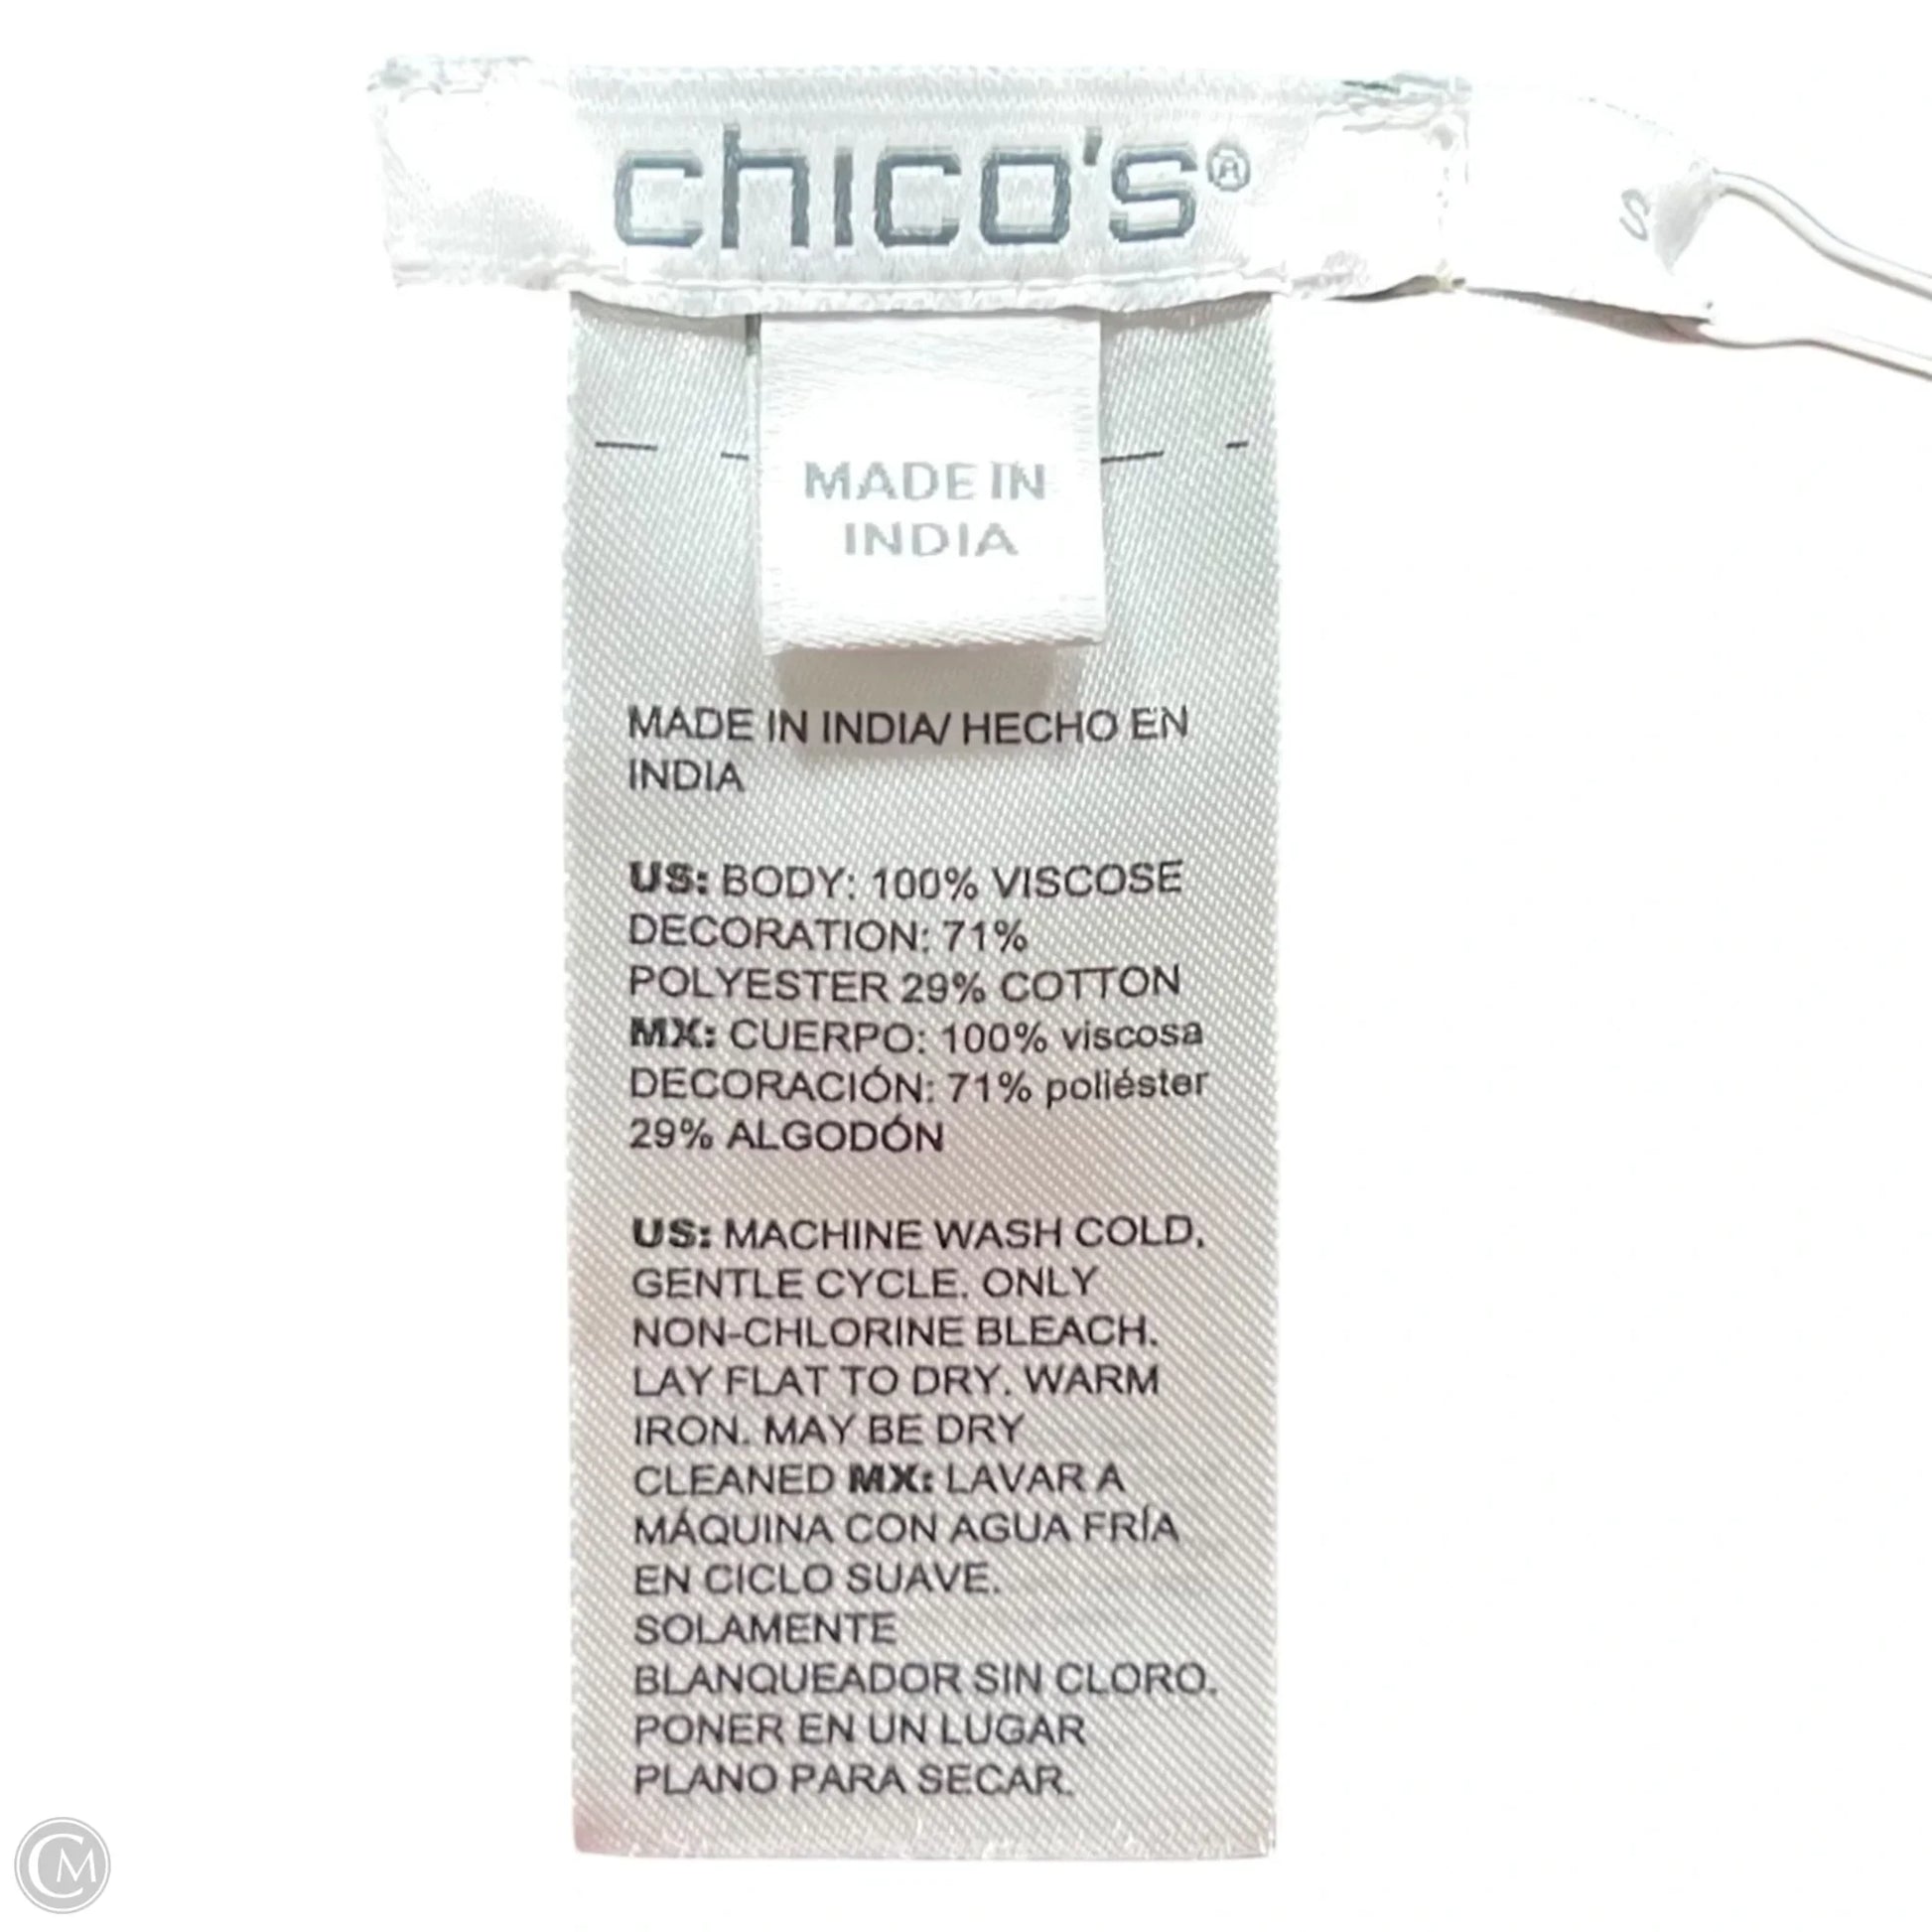 chico's®
S
MADE IN
INDIA
MADE IN INDIA/ HECHO EN
INDIA
US: BODY: 100% VISCOSE
DECORATION: 71%
POLYESTER 29% COTTON
MX: CUERPO: 100% viscosa
DECORACIÓN: 71% poliéster
29% ALGODÓN
US: MACHINE WASH COLD,
GENTLE CYCLE. ONLY
NON-CHLORINE BLEACH.
LAY FLAT TO DRY. WARM
IRON. MAY BE DRY
CLEANED MX: LAVAR A
MÁQUINA CON AGUA FRÍA
EN CICLO SUAVE.
SOLAMENTE
BLANQUEADOR SIN CLORO.
PONER EN UN LUGAR
PLANO PARA SECAR.
CM